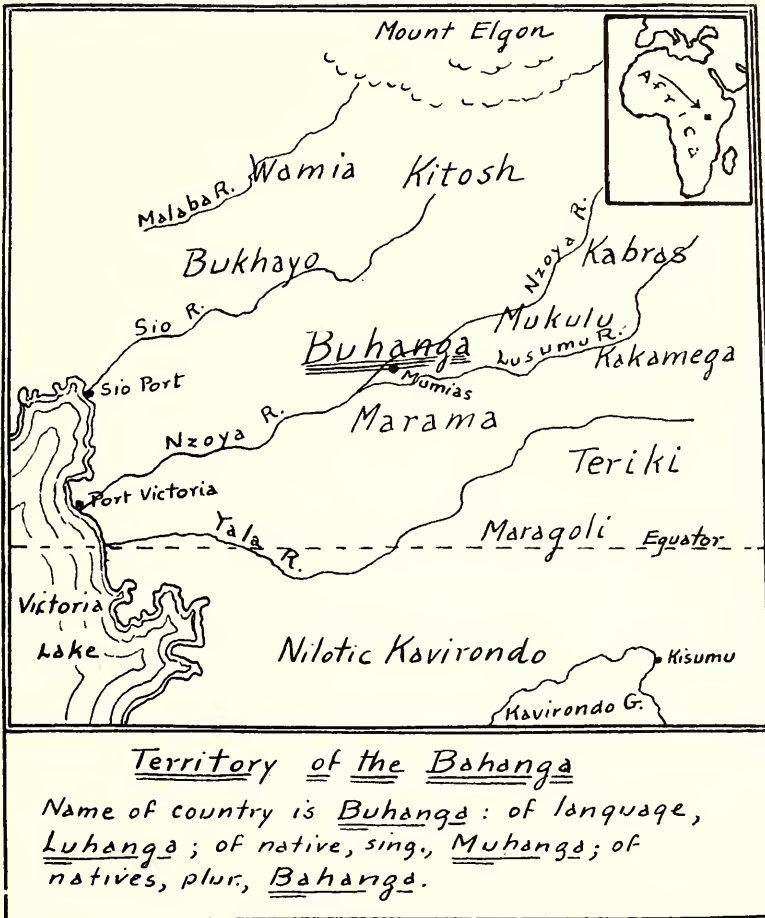 Mount Elgon
Africa
Wamia
Kitosh
Malaba R.
Nzoya R.
Bukhayo
Kabras
Sio R.
Mukulu
Buhanga
Lusumu R.
Kakamega
Mumias
Sio Port
Marama
Nzoya R.
Teriki
Port Victoria
Yala R.
Maragoli
Equator
Victoria
Lake
Nilotic Kavirondo
Kisumu
Kavirondo G.
Territory of the Bahanga
Name of country is Buhanga : of language,
Luhanga ; of native, sing., Muhanga; of
natives, plur., Bahanga.